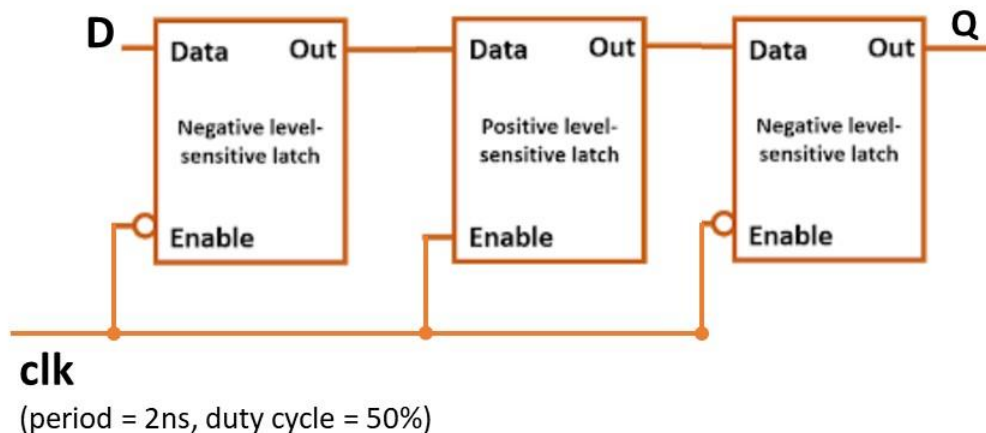 D
Q
Data Out
Data Out
Data Out
Negative level-
sensitive latch
Positive level-
sensitive latch
Negative level-
sensitive latch
Enable
Enable
Enable
clk
(period = 2ns, duty cycle = 50%)